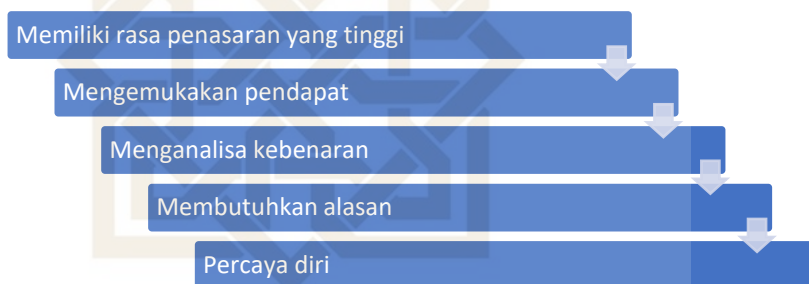 Memiliki rasa penasaran yang tinggi
Mengemukakan pendapat
Menganalisa kebenaran
Membutuhkan alasan
Percaya diri